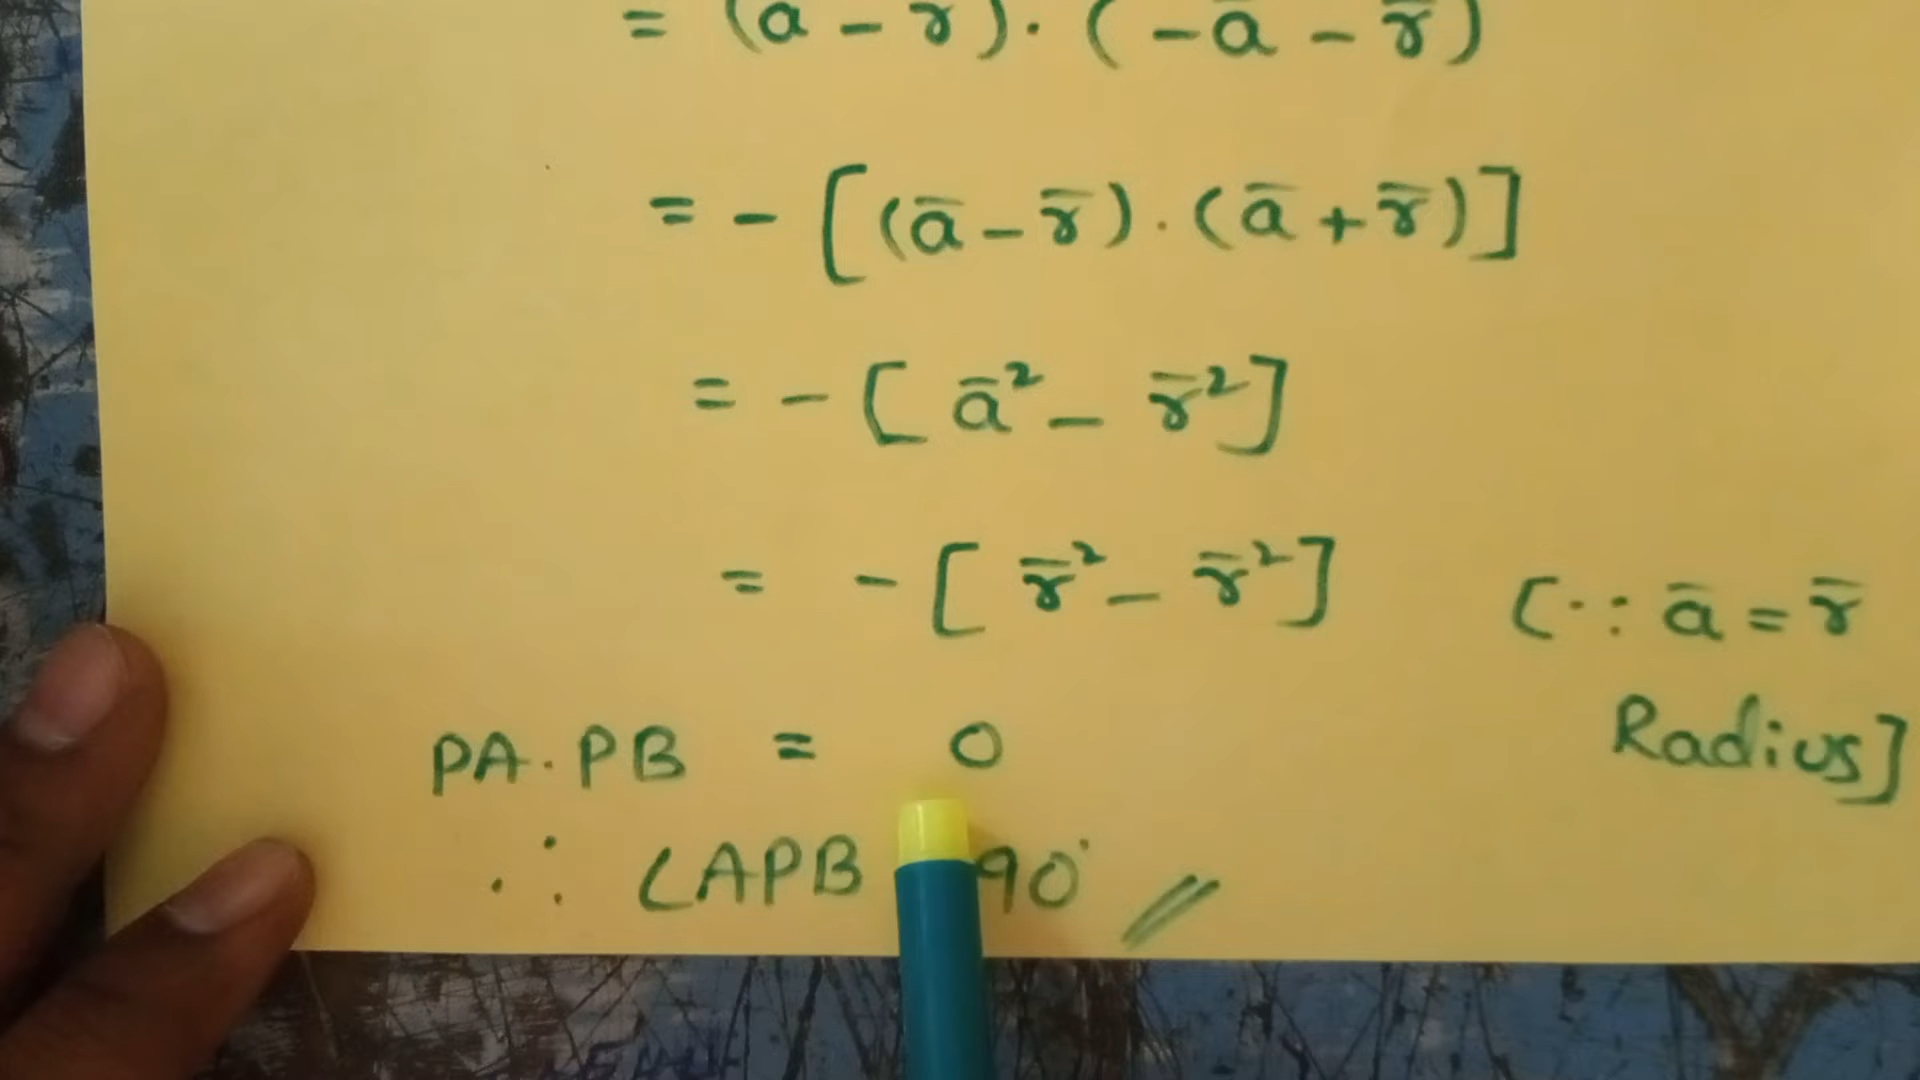 = (a - r) · (-a - r̄)
= - [(ā - r̄) · (ā + r̄)]
= - [ā² - r̄²]
= - [r̄² - r̄²] [∵ ā = r̄
Radius]
PA · PB = 0
∴ ∠APB 90°